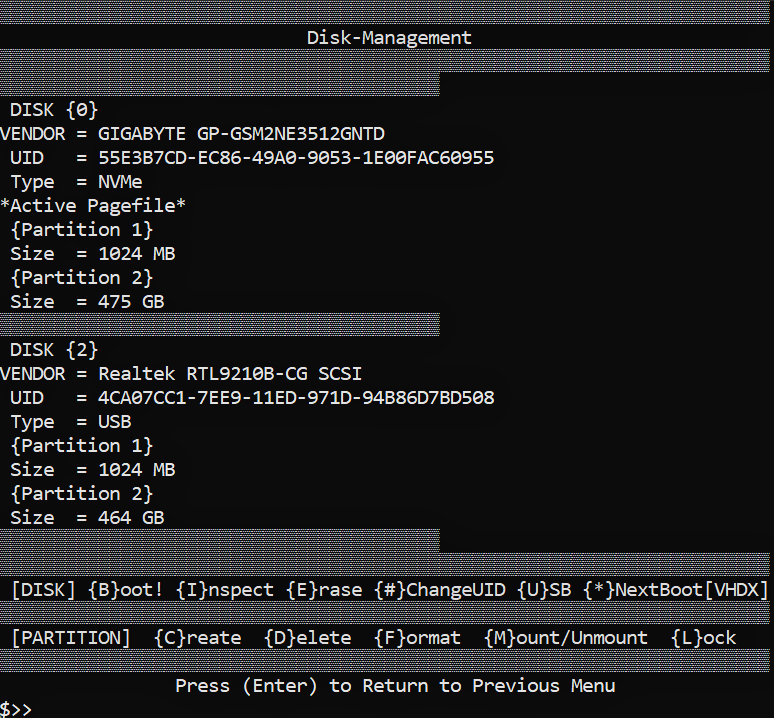 Disk-Management
DISK {0}
VENDOR = GIGABYTE GP-GSM2NE3512GNTD
UID   = 55E3B7CD-EC86-49A0-9053-1E00FAC60955
Type  = NVMe
*Active Pagefile*
{Partition 1}
Size  = 1024 MB
{Partition 2}
Size  = 475 GB
DISK {2}
VENDOR = Realtek RTL9210B-CG SCSI
UID   = 4CA07CC1-7EE9-11ED-971D-94B86D7BD508
Type  = USB
{Partition 1}
Size  = 1024 MB
{Partition 2}
Size  = 464 GB
[DISK] {B}oot! {I}nspect {E}rase {#}ChangeUID {U}SB {*}NextBoot[VHDX]
[PARTITION]  {C}reate  {D}elete  {F}ormat  {M}ount/Unmount  {L}ock
Press (Enter) to Return to Previous Menu
$>>